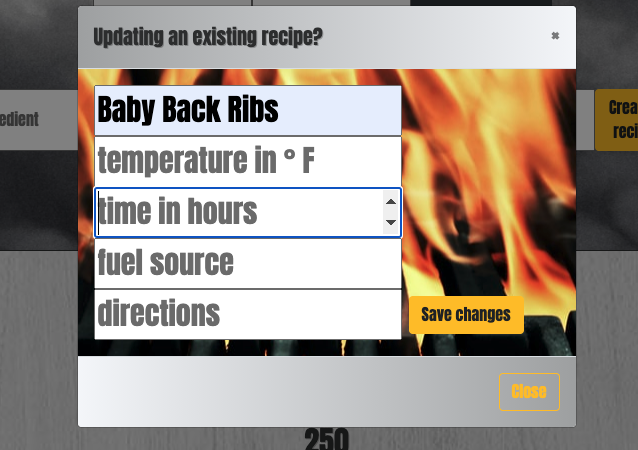 Updating an existing recipe?
×
edient
Baby Back Ribs
temperature in ° F
time in hours
fuel source
directions
Save changes
Crea
reci
Close
250